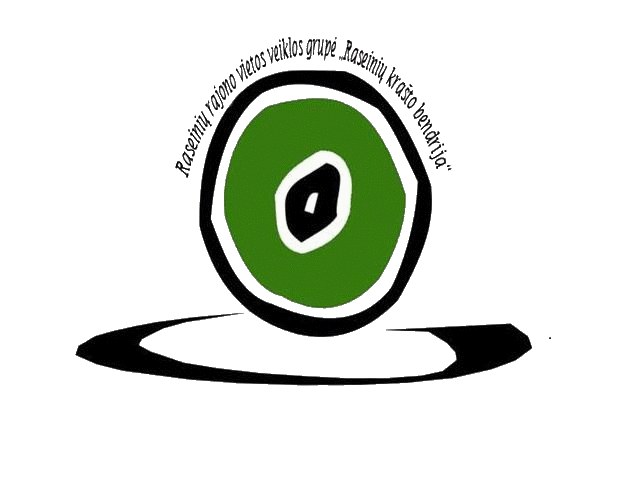 Raseinių rajono vietos veiklos grupė „Raseinių krašto bendrija“